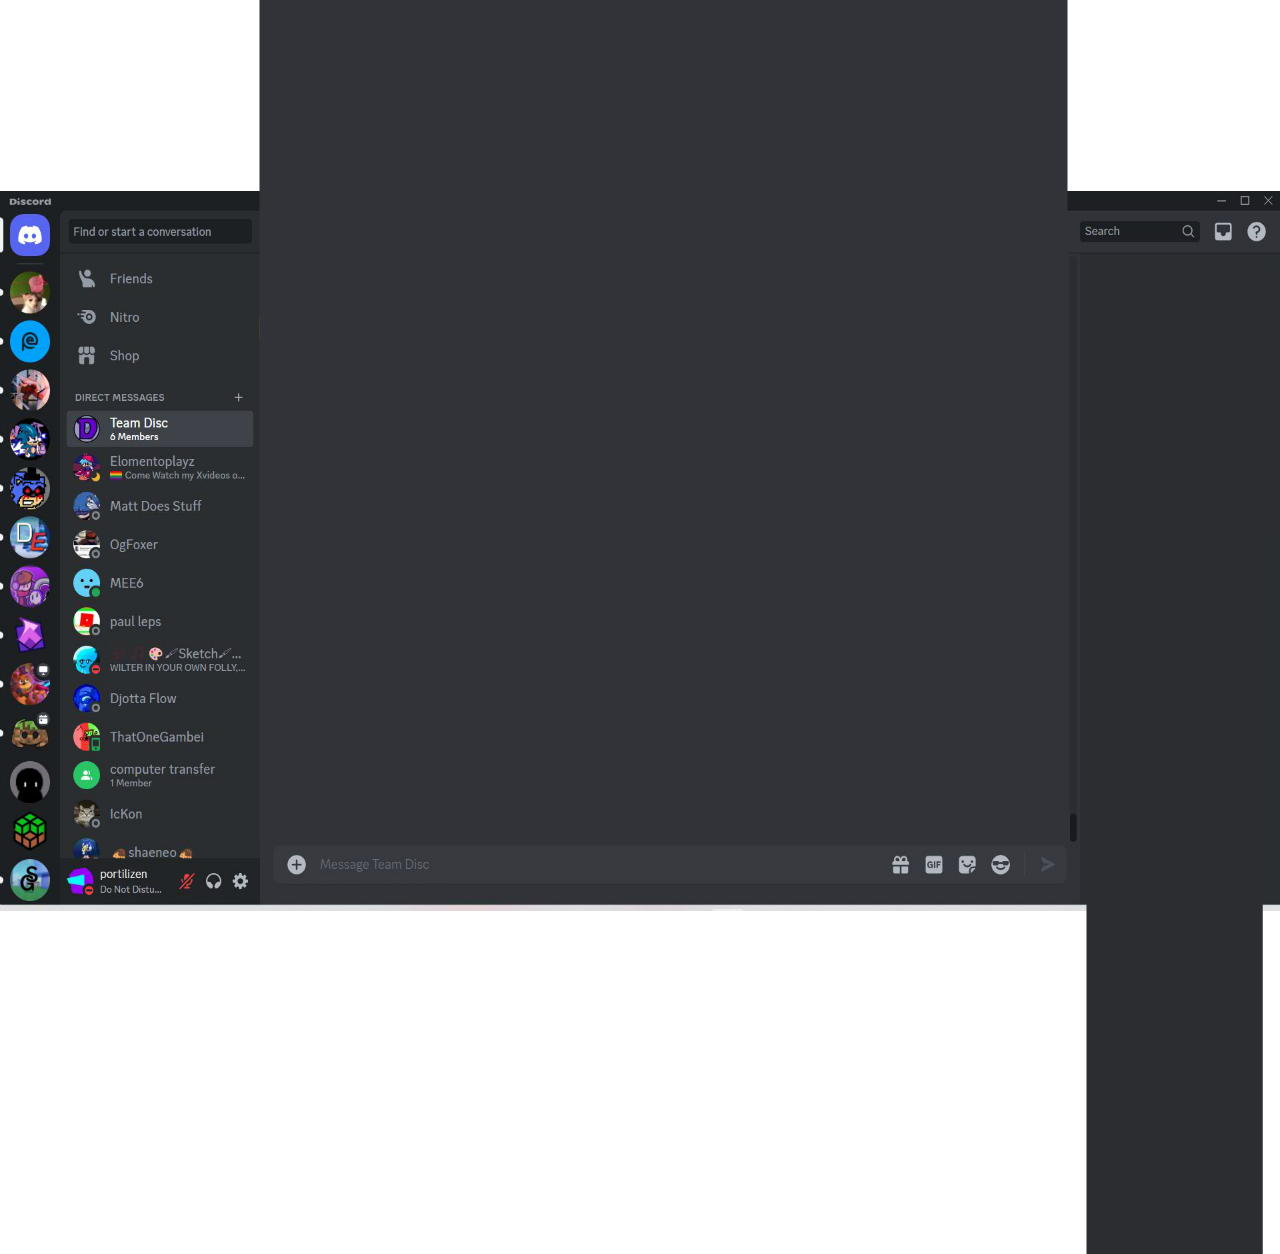 Discord
Find or start a conversation
Search
Friends
Nitro
Shop
DIRECT MESSAGES
Team Disc
6 Members
Elomentoplayz
Come Watch my Xvideos o...
Matt Does Stuff
OgFoxer
MEE6
paul leps
🎨🖌Sketch🖌...
WILTER IN YOUR OWN FOLLY,...
Djotta Flow
ThatOneGambei
computer transfer
1 Member
IcKon
shaeneo
portilizen
Do Not Distu...
Message Team Disc
GIF